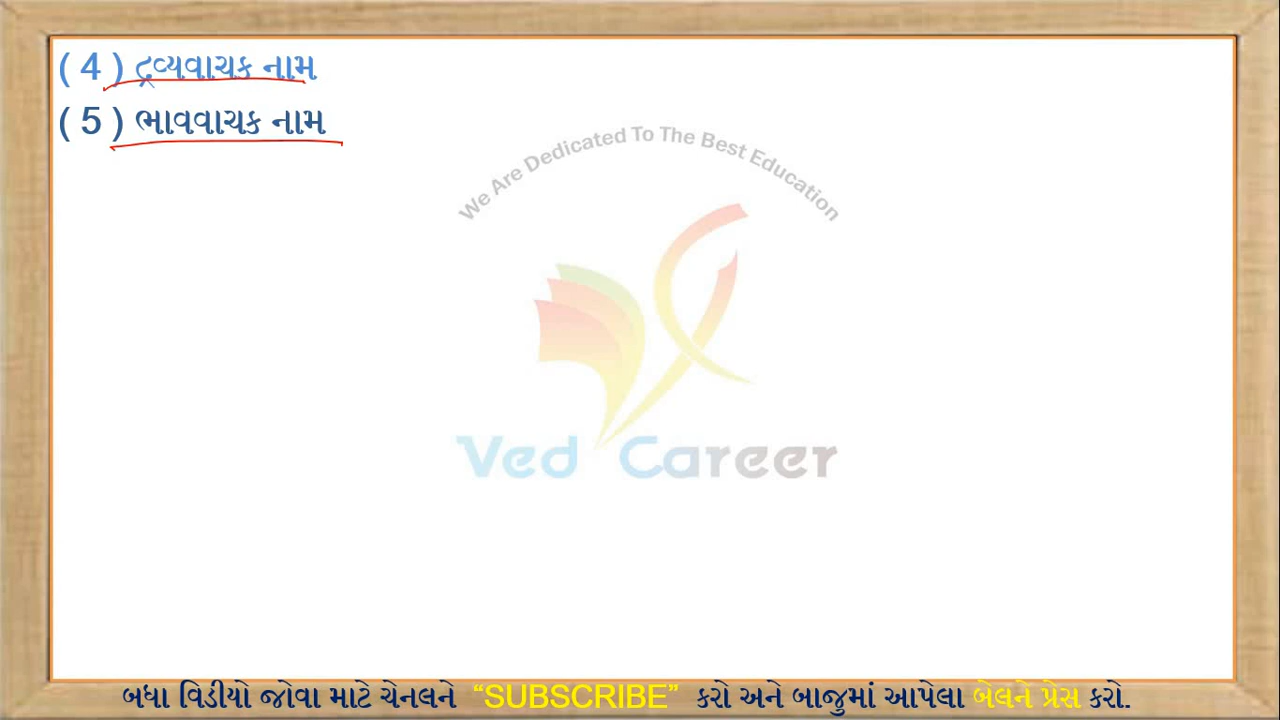 ( 4 ) દ્રવ્યવાચક નામ
( 5 ) ભાવવાચક નામ
We Are Dedicated To The Best Education
Ved Career
બધા વિડીયો જોવા માટે ચેનલને “SUBSCRIBE” કરો અને બાજુમાં આપેલા બેલને પ્રેસ કરો.